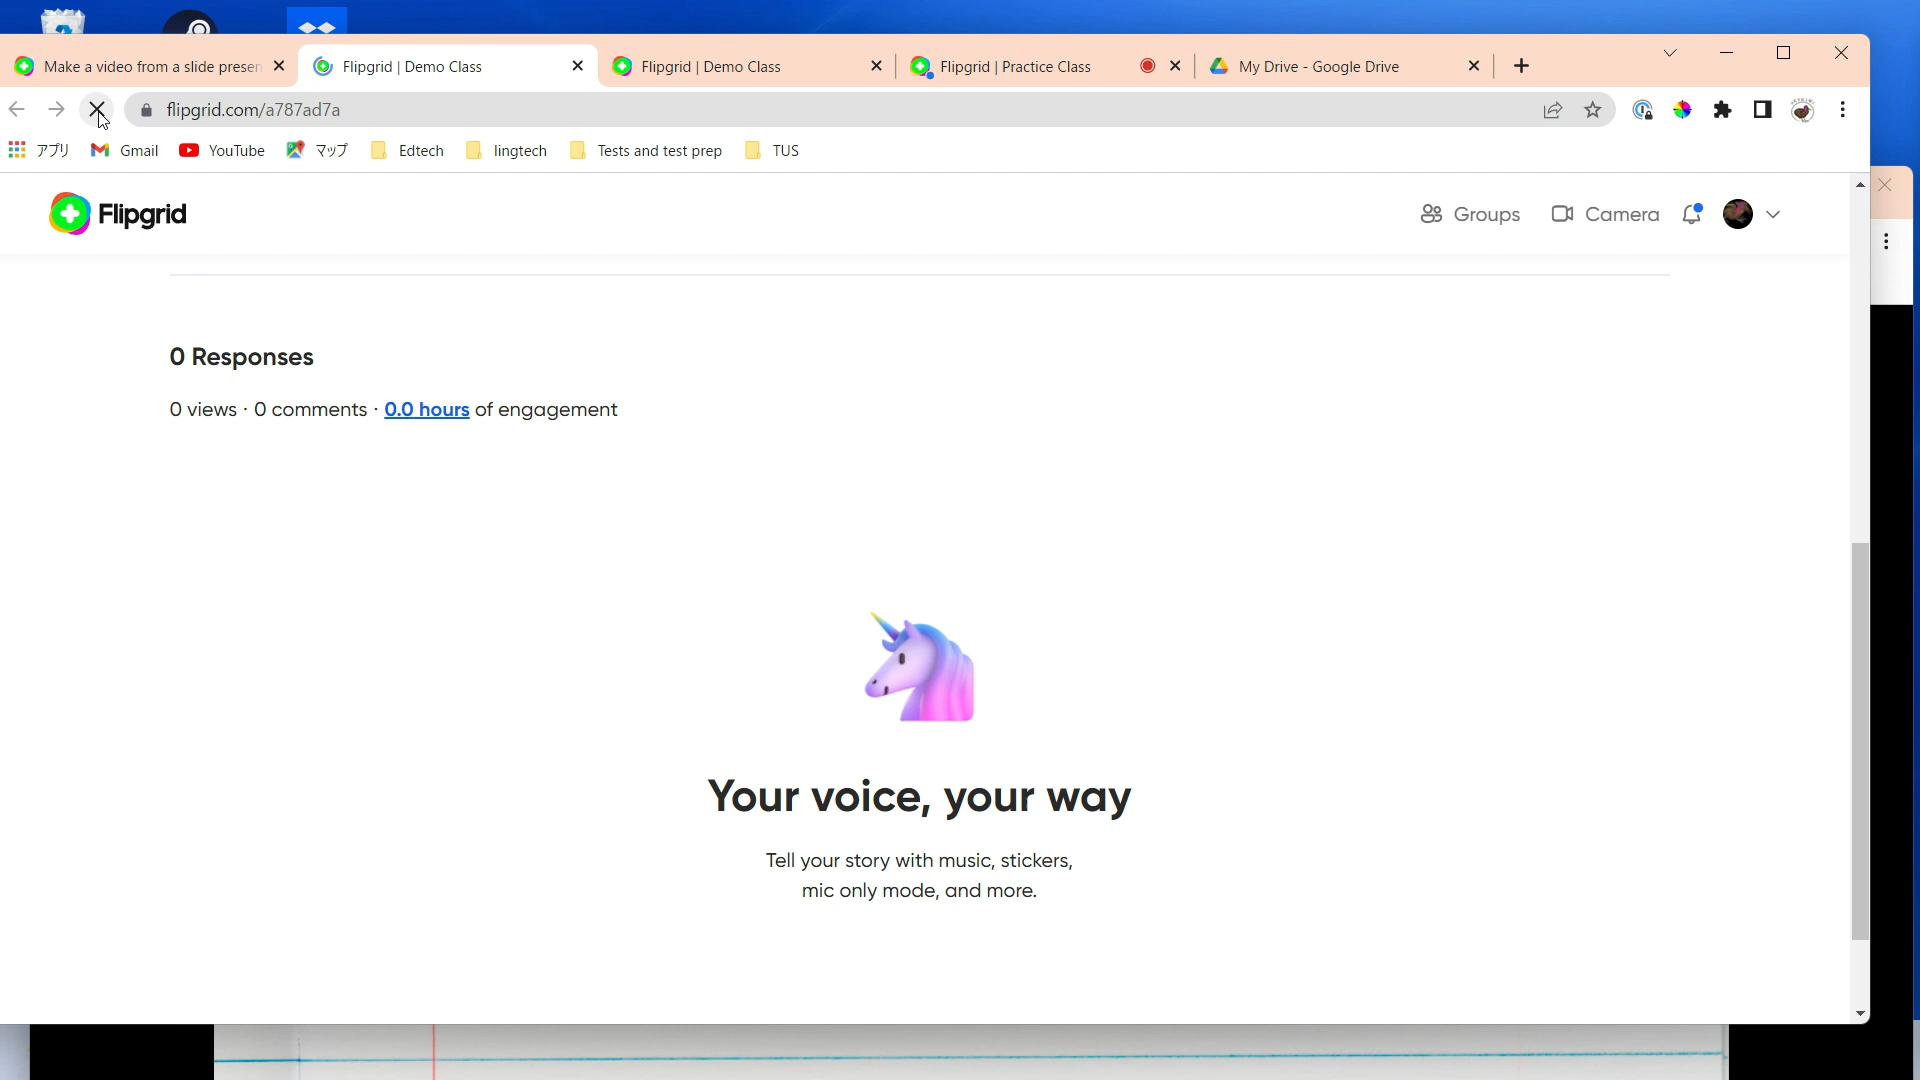 Make a video from a slide presen
Flipgrid | Demo Class
Flipgrid | Demo Class
Flipgrid | Practice Class
My Drive - Google Drive
flipgrid.com/a787ad7a
アプリ
Gmail
YouTube
マップ
Edtech
lingtech
Tests and test prep
TUS
Flipgrid
Groups
Camera
0 Responses
0 views · 0 comments · 0.0 hours of engagement
Your voice, your way
Tell your story with music, stickers,
mic only mode, and more.